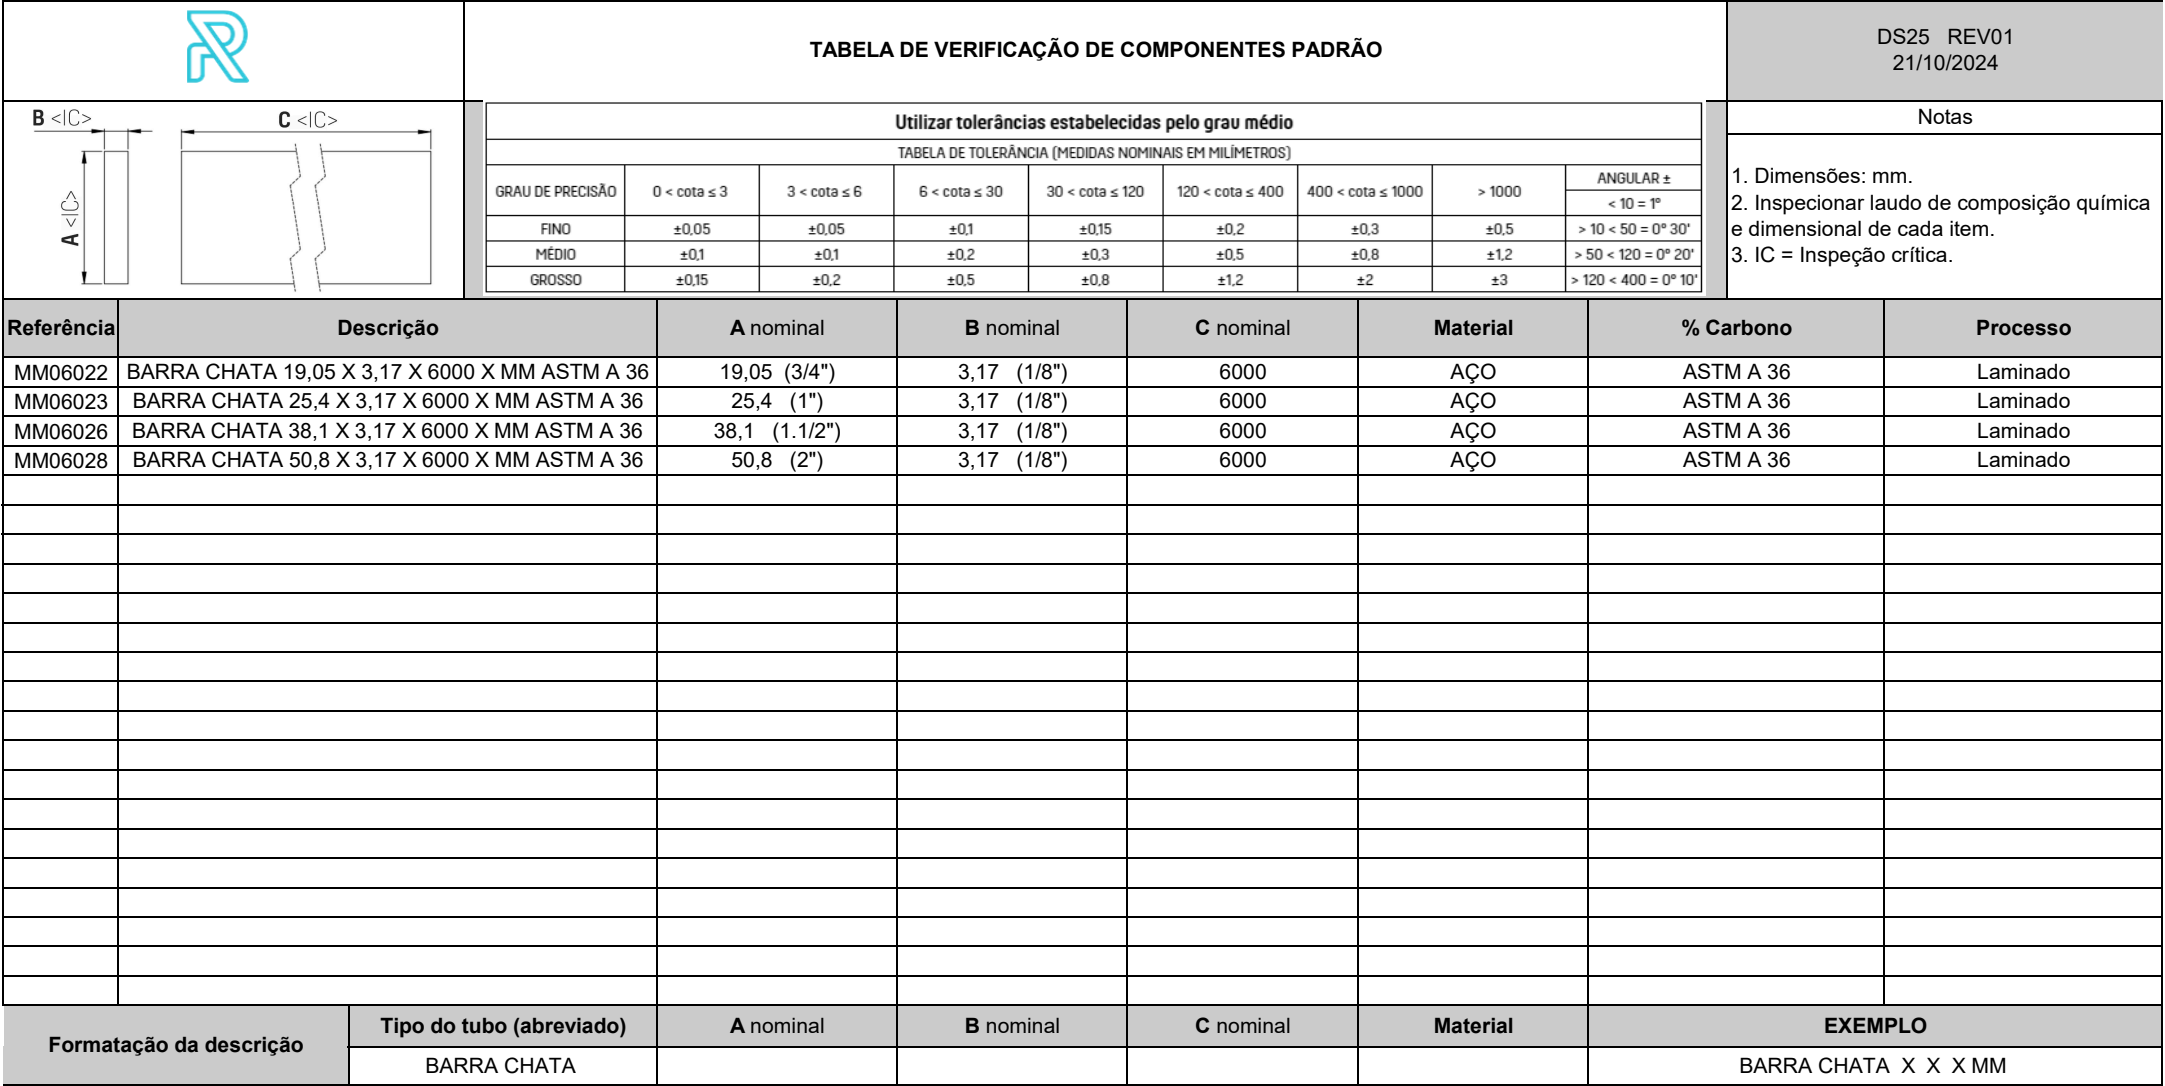 TABELA DE VERIFICAÇÃO DE COMPONENTES PADRÃO
DS25 REV01
21/10/2024
B <IC>
C <IC>
A <IC>
Utilizar tolerâncias estabelecidas pelo grau médio
TABELA DE TOLERÂNCIA (MEDIDAS NOMINAIS EM MILÍMETROS)
GRAU DE PRECISÃO 0 < cota ≤ 3 3 < cota ≤ 6 6 < cota ≤ 30 30 < cota ≤ 120 120 < cota ≤ 400 400 < cota ≤ 1000 > 1000 ANGULAR ±
< 10 = 1º
FINO ±0,05 ±0,05 ±0,1 ±0,15 ±0,2 ±0,3 ±0,5 > 10 < 50 = 0º 30'
MÉDIO ±0,1 ±0,1 ±0,2 ±0,3 ±0,5 ±0,8 ±1,2 > 50 < 120 = 0º 20'
GROSSO ±0,15 ±0,2 ±0,5 ±0,8 ±1,2 ±2 ±3 > 120 < 400 = 0º 10'
Notas
1. Dimensões: mm.
2. Inspecionar laudo de composição química
e dimensional de cada item.
3. IC = Inspeção crítica.
Referência Descrição A nominal B nominal C nominal Material % Carbono Processo
MM06022 BARRA CHATA 19,05 X 3,17 X 6000 X MM ASTM A 36 19,05 (3/4") 3,17 (1/8") 6000 AÇO ASTM A 36 Laminado
MM06023 BARRA CHATA 25,4 X 3,17 X 6000 X MM ASTM A 36 25,4 (1") 3,17 (1/8") 6000 AÇO ASTM A 36 Laminado
MM06026 BARRA CHATA 38,1 X 3,17 X 6000 X MM ASTM A 36 38,1 (1.1/2") 3,17 (1/8") 6000 AÇO ASTM A 36 Laminado
MM06028 BARRA CHATA 50,8 X 3,17 X 6000 X MM ASTM A 36 50,8 (2") 3,17 (1/8") 6000 AÇO ASTM A 36 Laminado
Formatação da descrição Tipo do tubo (abreviado) A nominal B nominal C nominal Material EXEMPLO
BARRA CHATA BARRA CHATA X X X MM